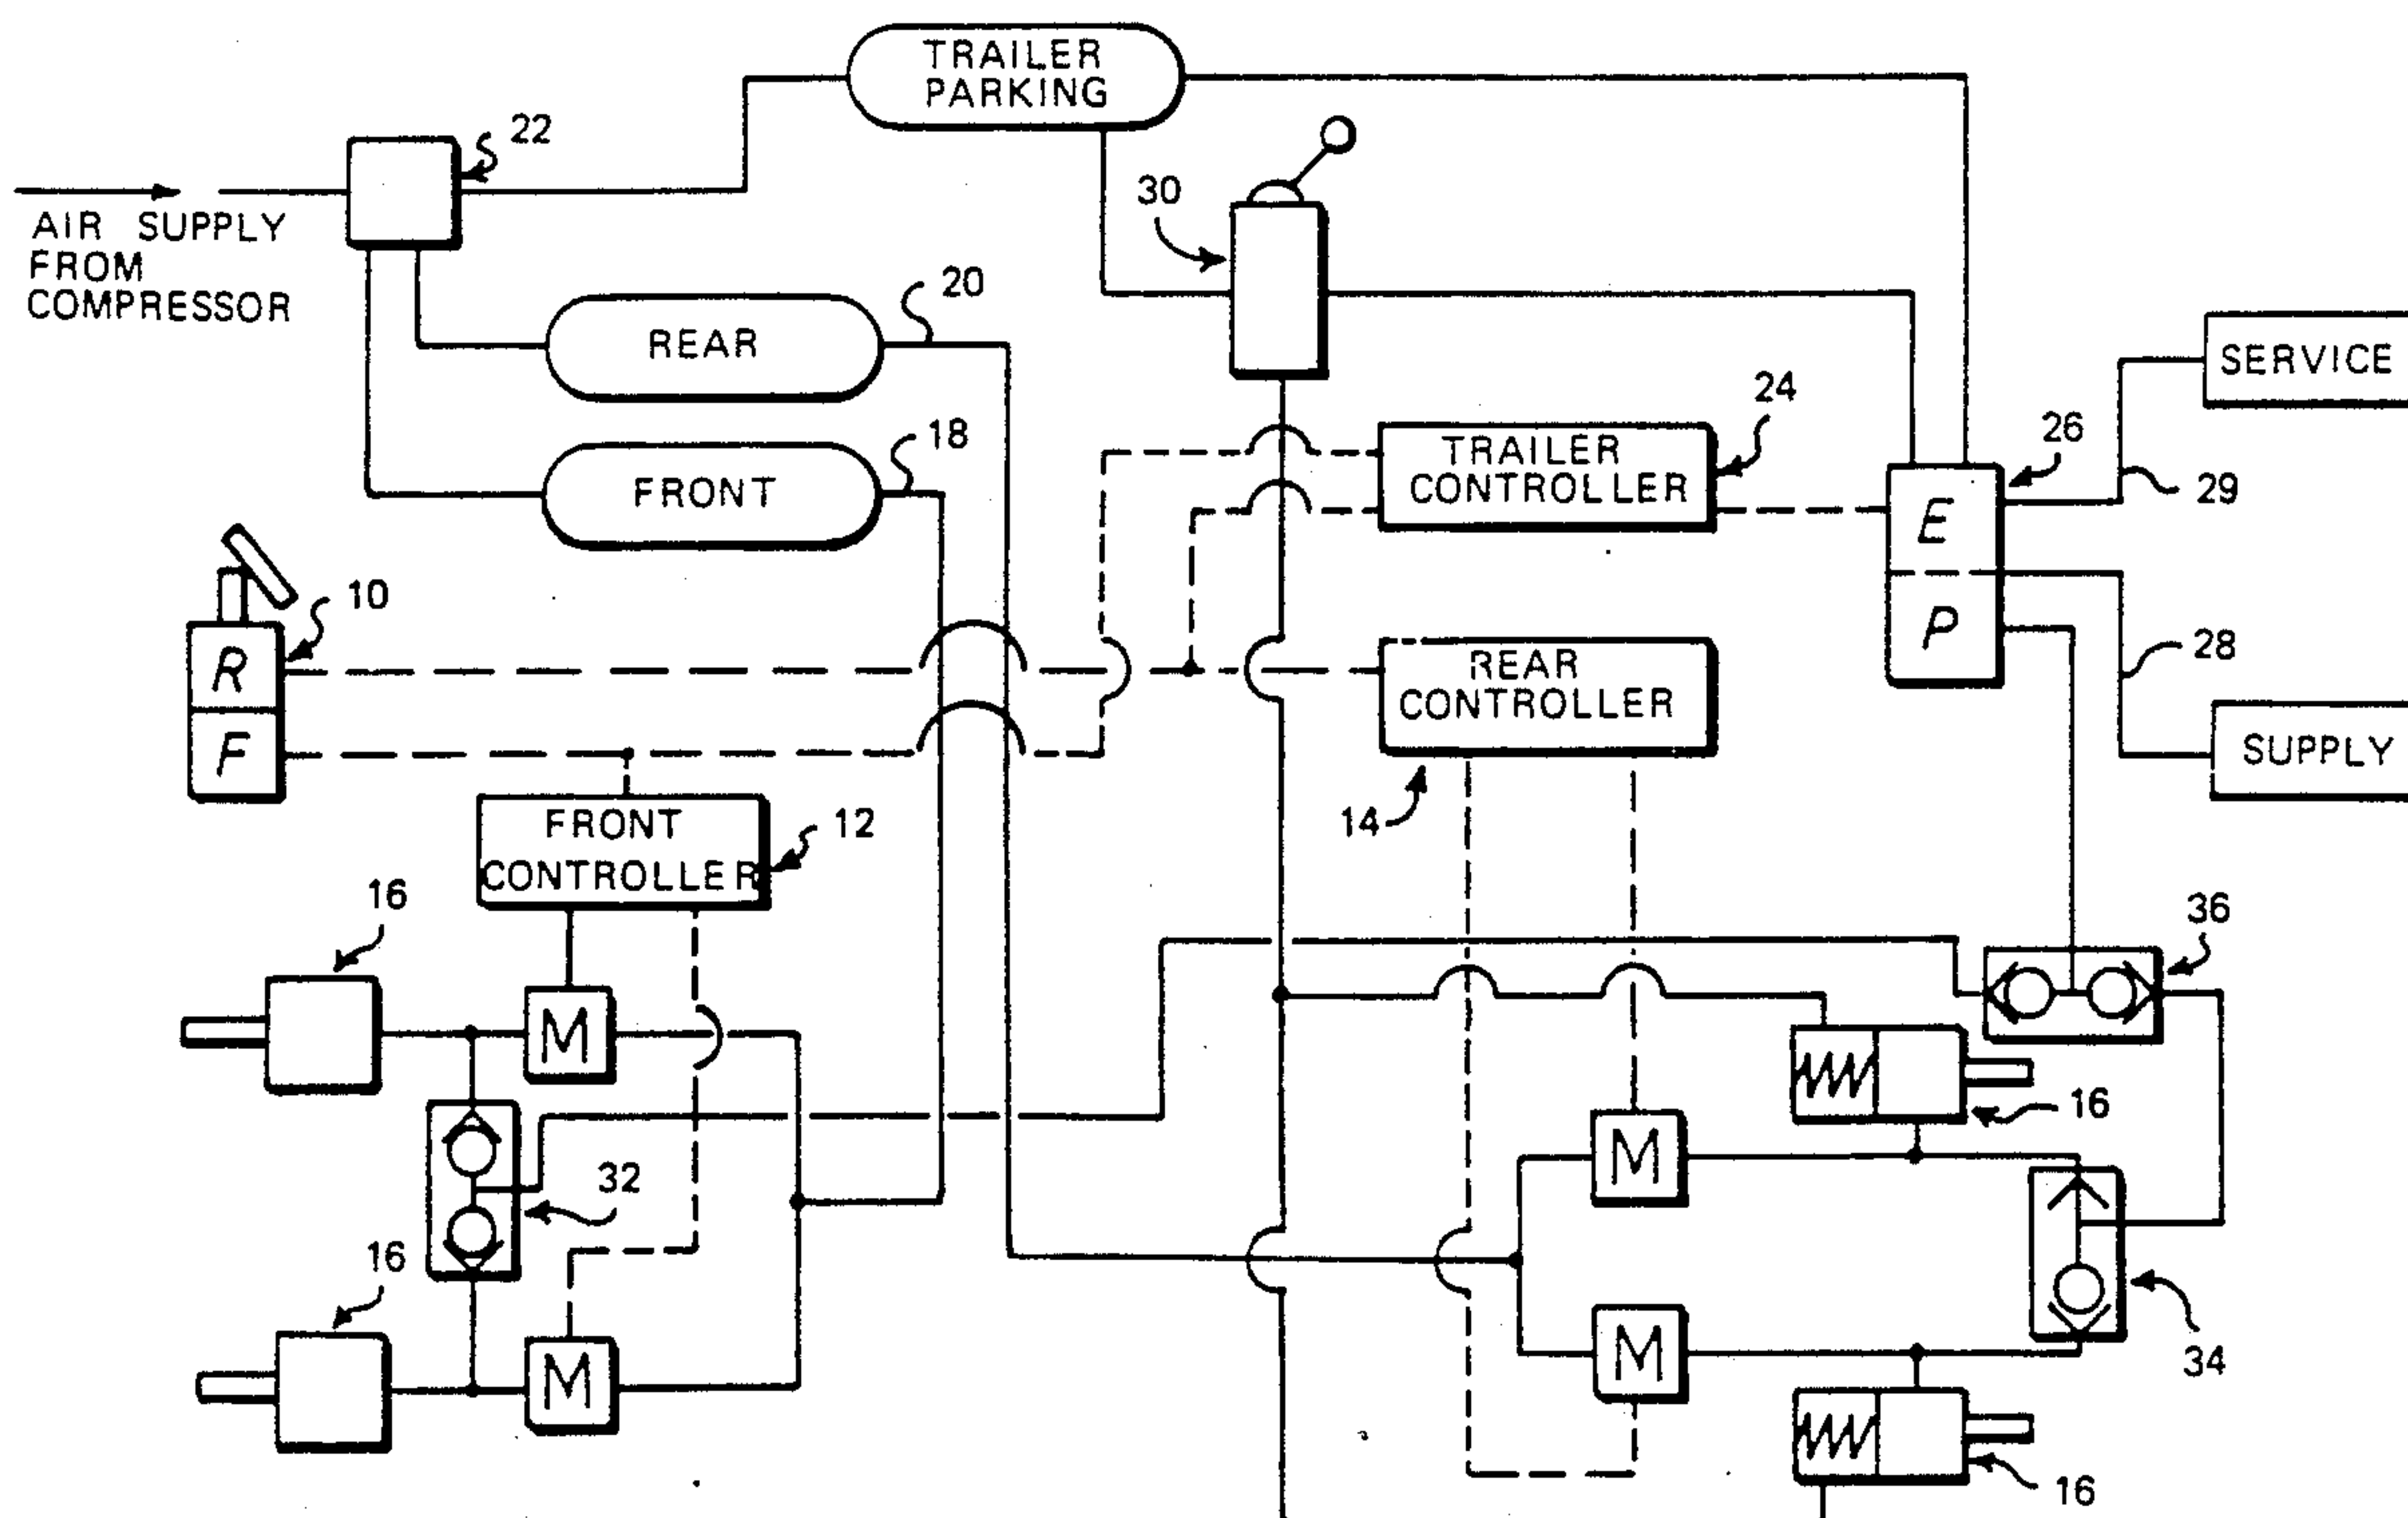 TRAILER
PARKING
22
AIR SUPPLY
FROM
COMPRESSOR
30
20
REAR
SERVICE
24
18
TRAILER
CONTROLLER
26
FRONT
29
E
10
P
R
REAR
CONTROLLER
28
F
SUPPLY
14
FRONT
CONTROLLER
12
16
36
M
16
M
32
16
34
M
M
16